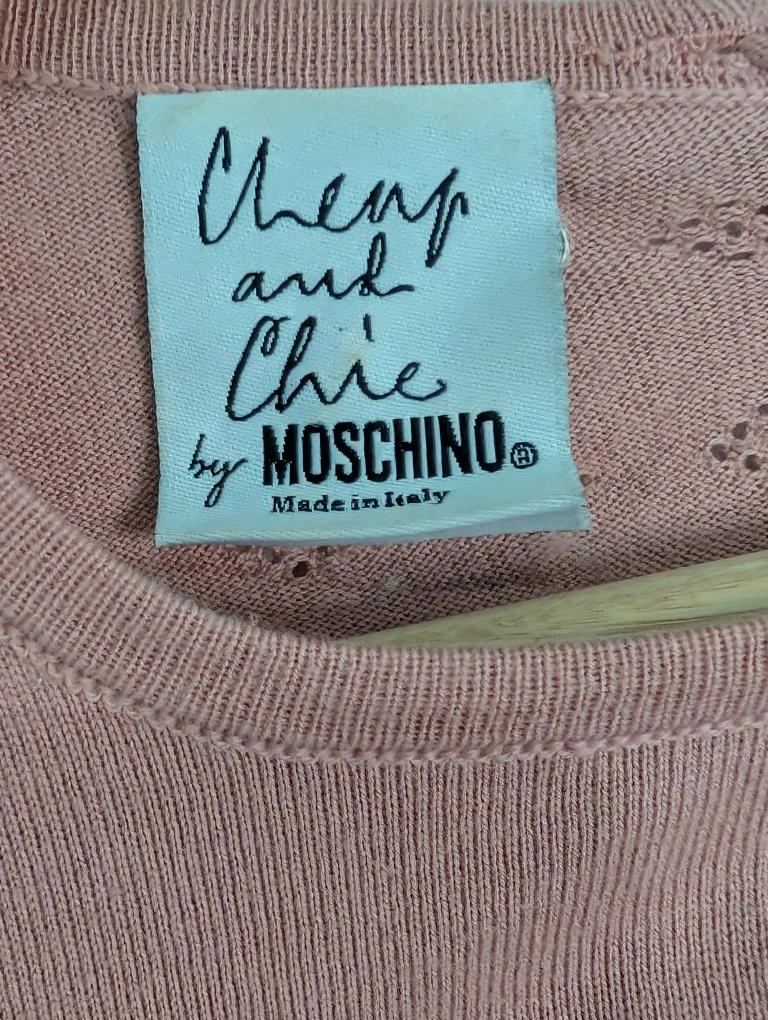 Cheap
and
Chic
by MOSCHINO®
Made in Italy